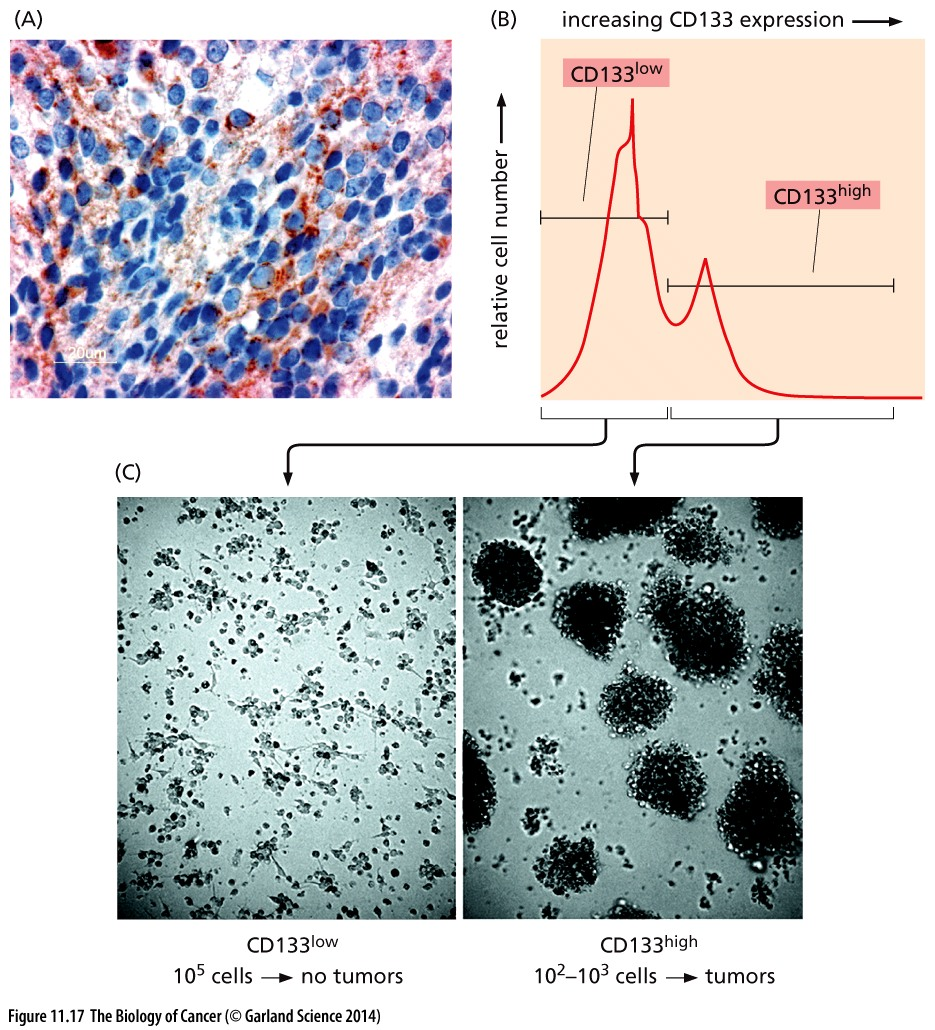 (A)
(B)
increasing CD133 expression
CD133low
CD133high
relative cell number
20um
(C)
CD133low
10⁵ cells → no tumors
CD133high
10²–10³ cells → tumors
Figure 11.17 The Biology of Cancer (© Garland Science 2014)